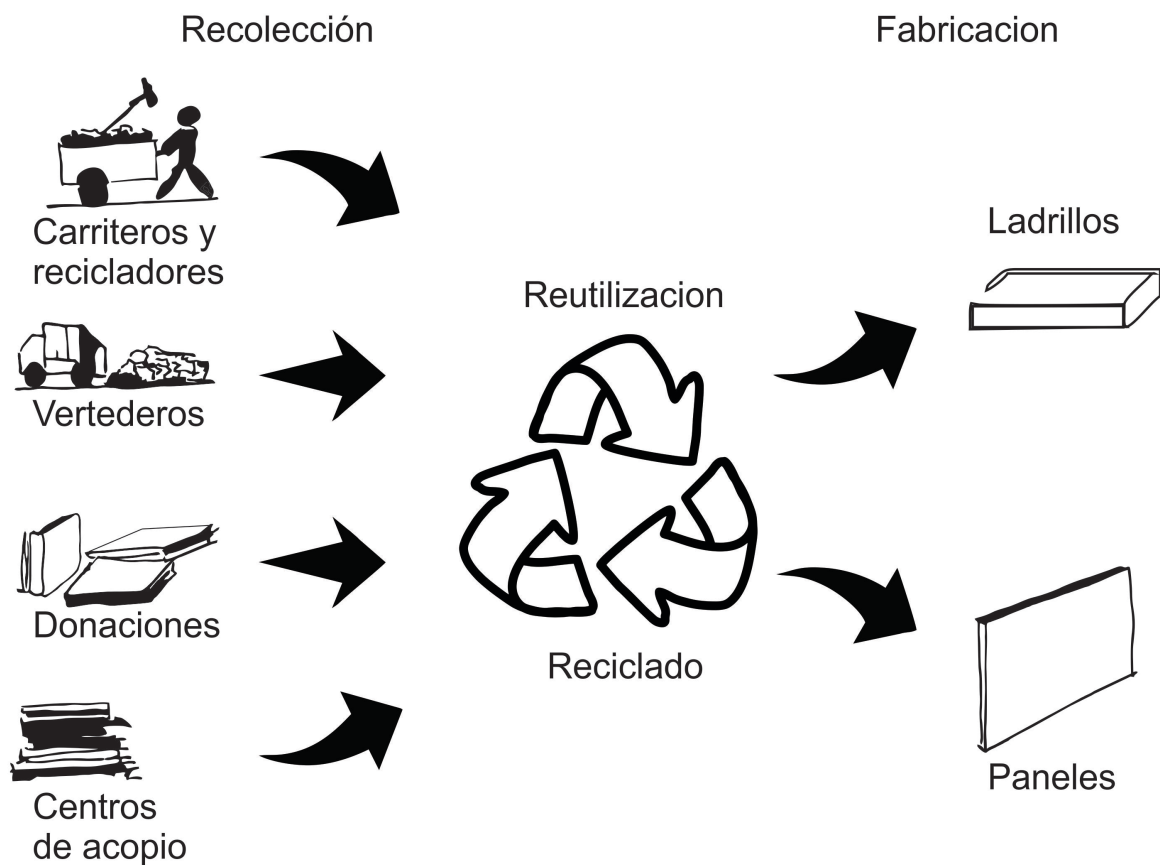 Recolección
Fabricacion
Carriteros y
recicladores
Vertederos
Donaciones
Centros
de acopio
Reutilizacion
Reciclado
Ladrillos
Paneles